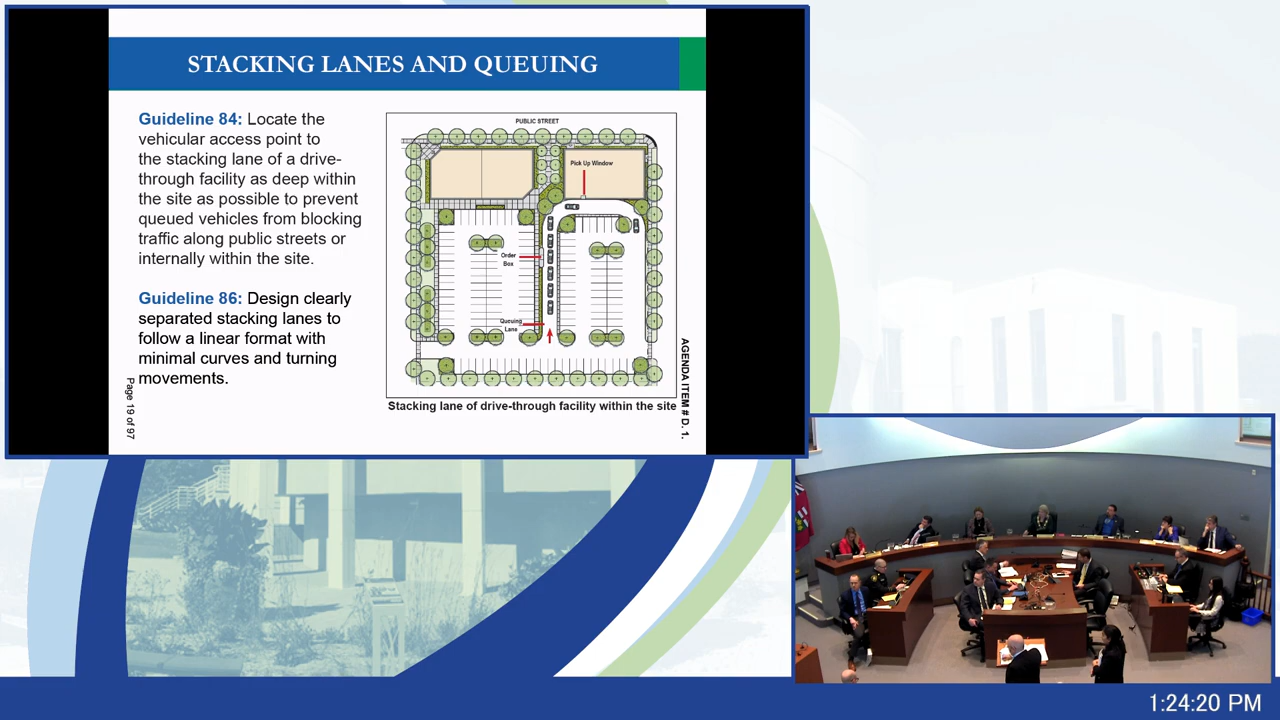 STACKING LANES AND QUEUING
Guideline 84: Locate the
vehicular access point to
the stacking lane of a drive-
through facility as deep within
the site as possible to prevent
queued vehicles from blocking
traffic along public streets or
internally within the site.
Guideline 86: Design clearly
separated stacking lanes to
follow a linear format with
minimal curves and turning
movements.
Page 19 of 97
PUBLIC STREET
Pick Up Window
Order
Box
Queuing
Lane
Stacking lane of drive-through facility within the site
AGENDA ITEM # D. 1.
1:24:20 PM